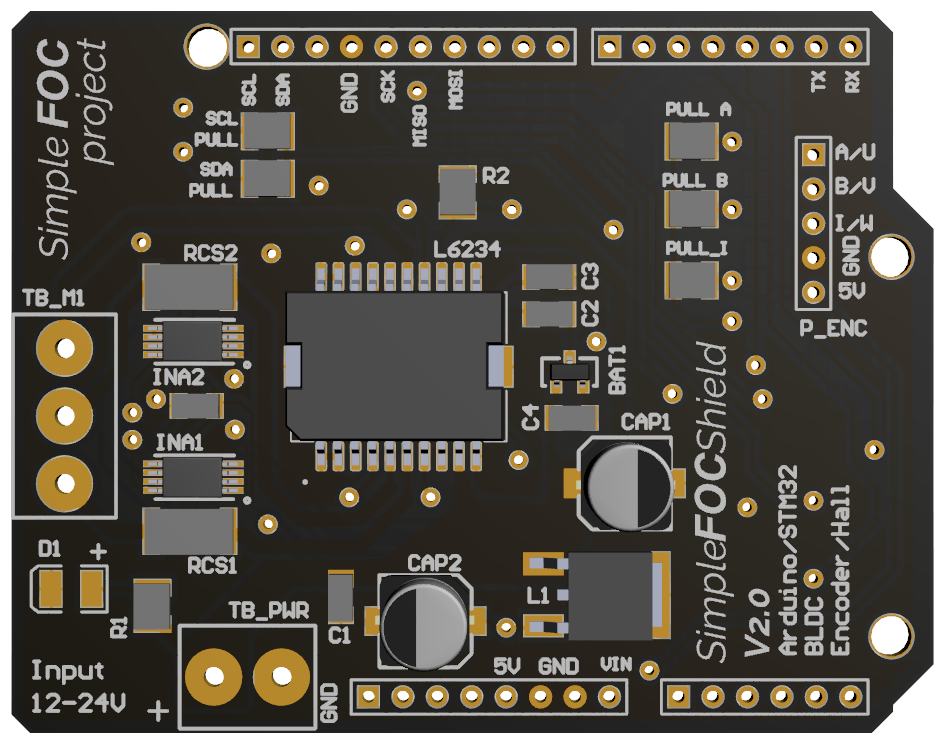 Simple FOC
project
SCL
SDA
GND
SCK
MISO
MOSI
TX
RX
SCL
PULL
SDA
PULL
R2
PULL A
PULL B
PULL_I
A/U
B/V
I/W
GND
5V
P_ENC
RCS2
L6234
C3
C2
TB_M1
INA2
BAT1
C4
CAP1
INA1
RCS1
D1
+
R1
TB_PWR
C1
CAP2
L1
SimpleFOCShield
V2.0
Arduino/STM32
BLDC
Encoder/Hall
Input
12-24V
+
GND
5V
GND
VIN